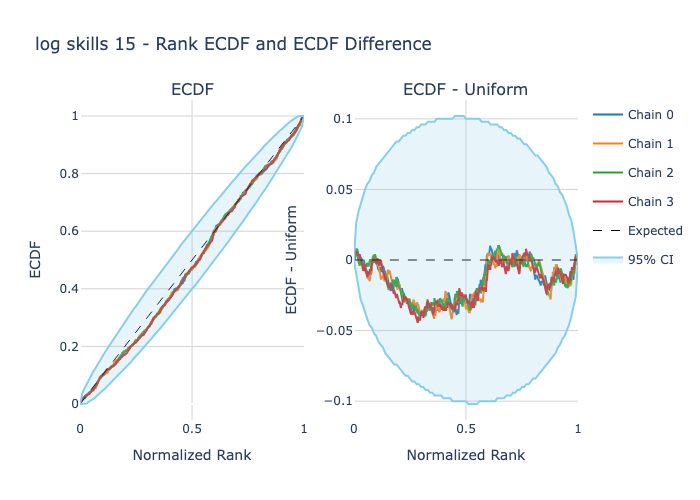 log skills 15 - Rank ECDF and ECDF Difference
ECDF
ECDF - Uniform
1
0.8
0.6
0.4
0.2
0
0
0.5
1
ECDF
Normalized Rank
0.1
0.05
0
−0.05
−0.1
0
0.5
1
ECDF - Uniform
Normalized Rank
Chain 0
Chain 1
Chain 2
Chain 3
Expected
95% CI